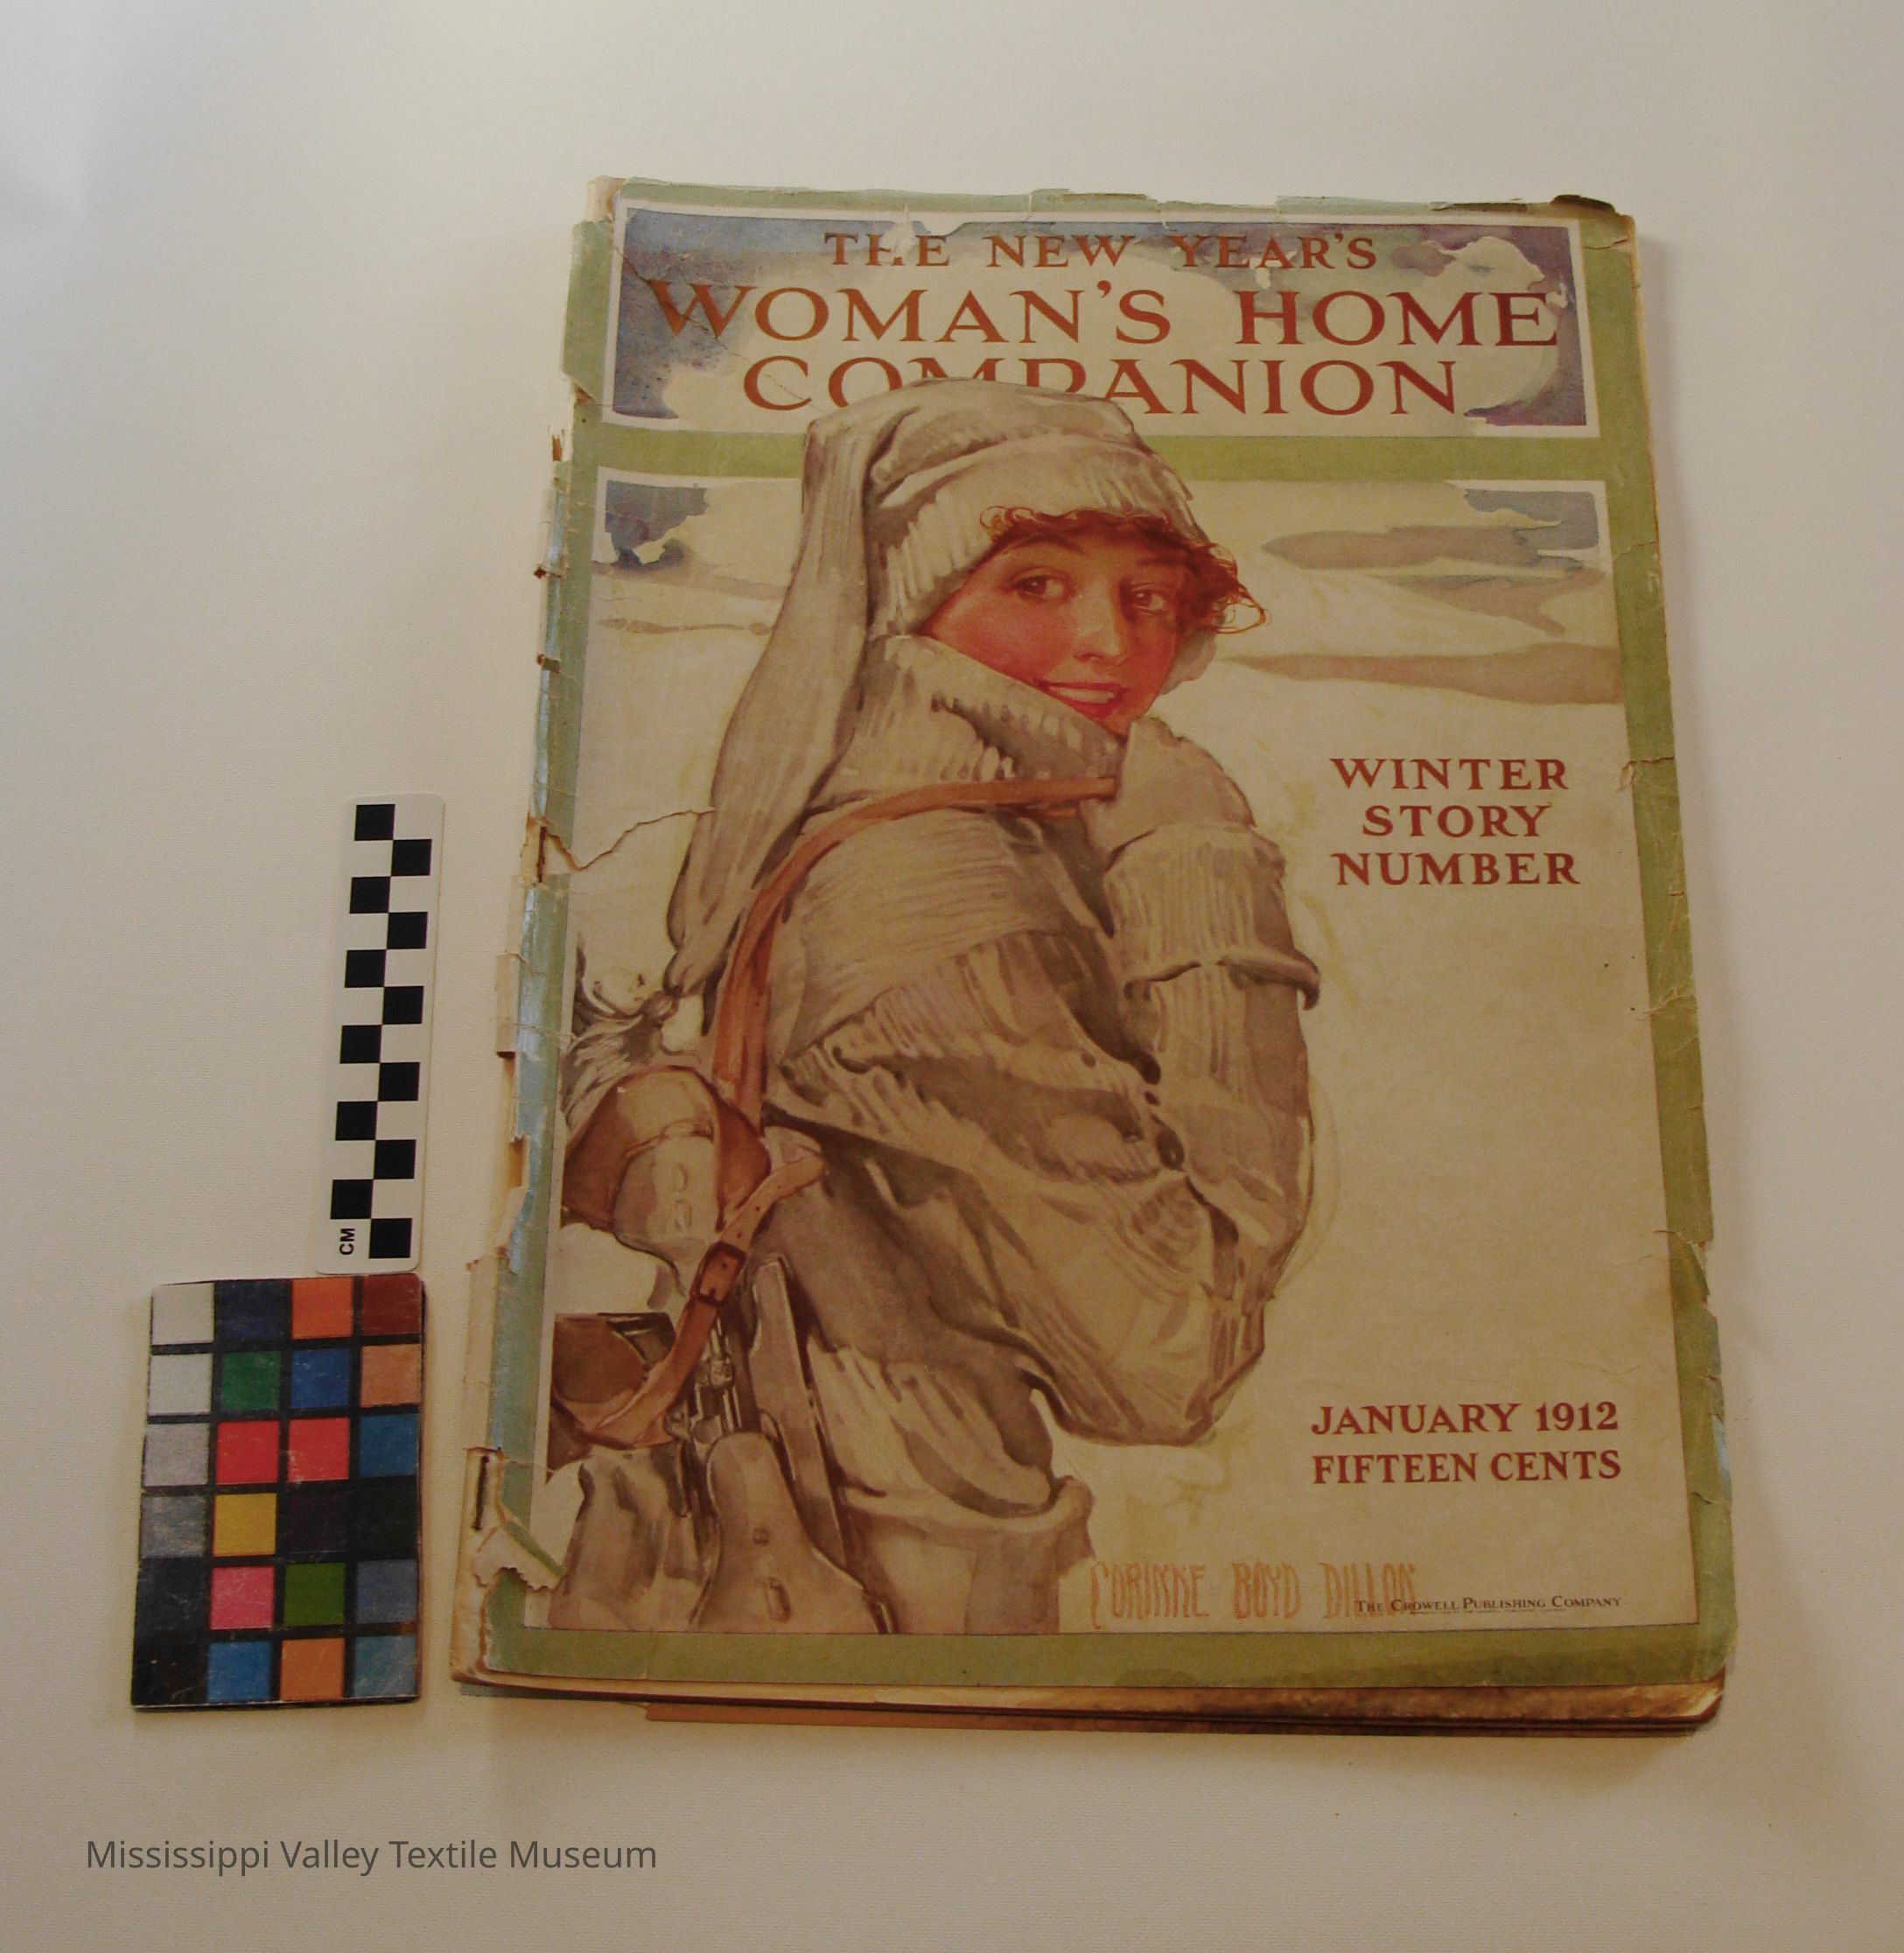 THE NEW YEAR'S
WOMAN'S HOME
COMPANION
WINTER
STORY
NUMBER
JANUARY 1912
FIFTEEN CENTS
CORINNE BOYD DILLON
THE CROWELL PUBLISHING COMPANY
CM
Mississippi Valley Textile Museum